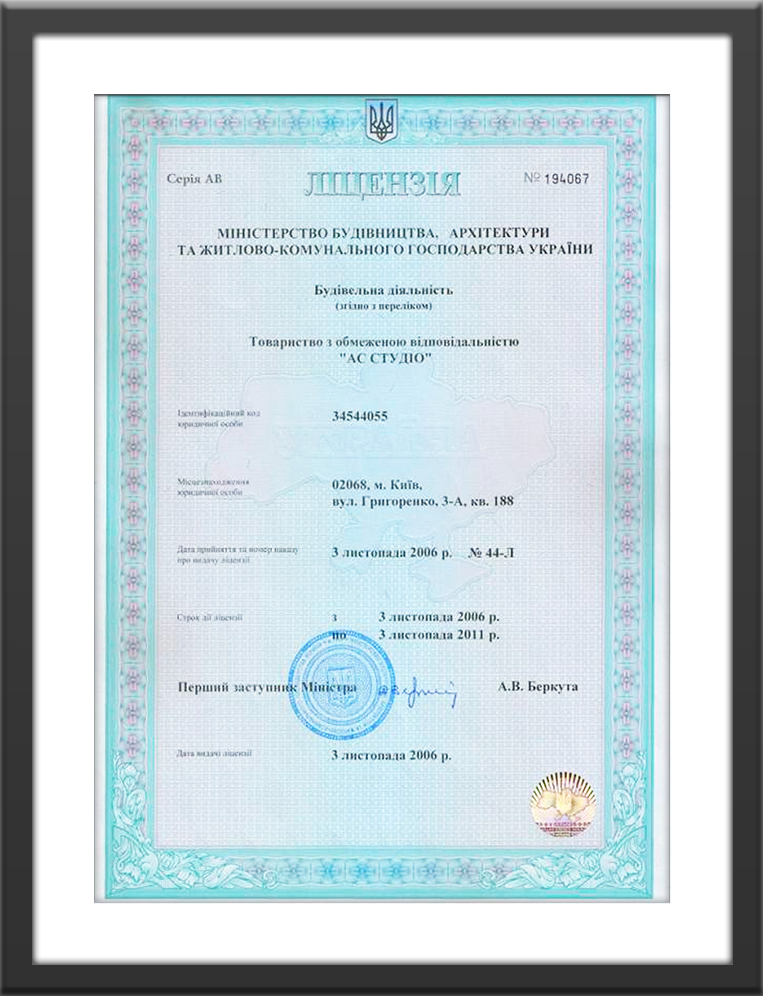 Серія АВ
ЛІЦЕНЗІЯ
№ 194067
МІНІСТЕРСТВО БУДІВНИЦТВА, АРХІТЕКТУРИ
ТА ЖИТЛОВО-КОМУНАЛЬНОГО ГОСПОДАРСТВА УКРАЇНИ
Будівельна діяльність
(згідно з переліком)
Товариство з обмеженою відповідальністю
"АС СТУДІО"
УКРАЇНА
Ідентифікаційний код
юридичної особи
34544055
Місцезнаходження
юридичної особи
02068, м. Київ,
вул. Григоренко, 3-А, кв. 188
Дата прийняття та номер наказу
про видачу ліцензії
3 листопада 2006 р. № 44-Л
Строк дії ліцензії
з 3 листопада 2006 р.
по 3 листопада 2011 р.
Перший заступник Міністра
А.В. Беркута
Дата видачі ліцензії
3 листопада 2006 р.